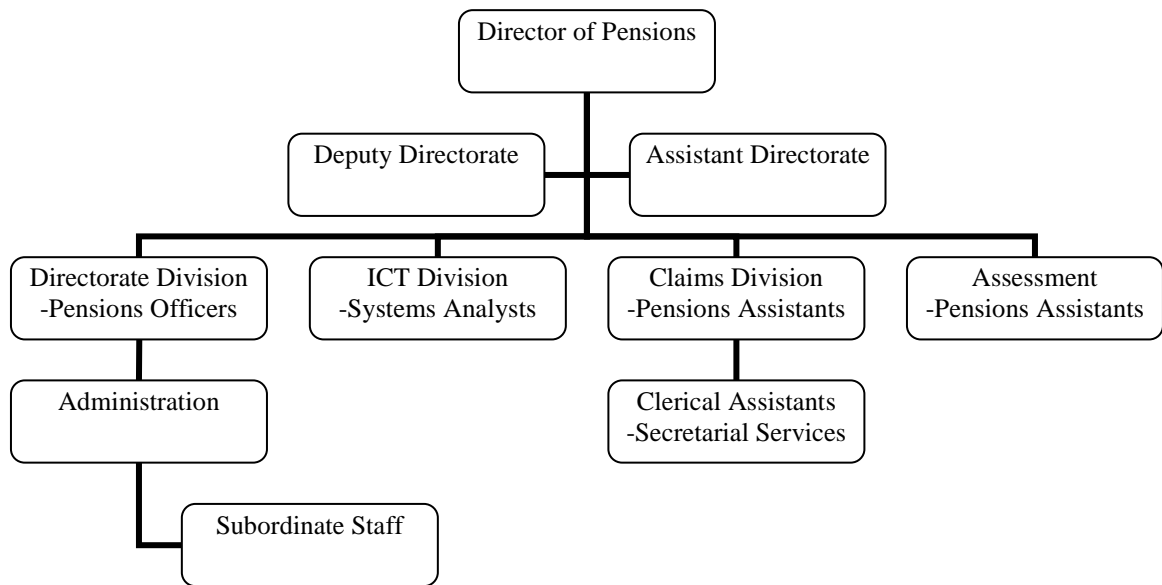 Director of Pensions
Deputy Directorate
Assistant Directorate
Directorate Division
-Pensions Officers
ICT Division
-Systems Analysts
Claims Division
-Pensions Assistants
Assessment
-Pensions Assistants
Administration
Clerical Assistants
-Secretarial Services
Subordinate Staff